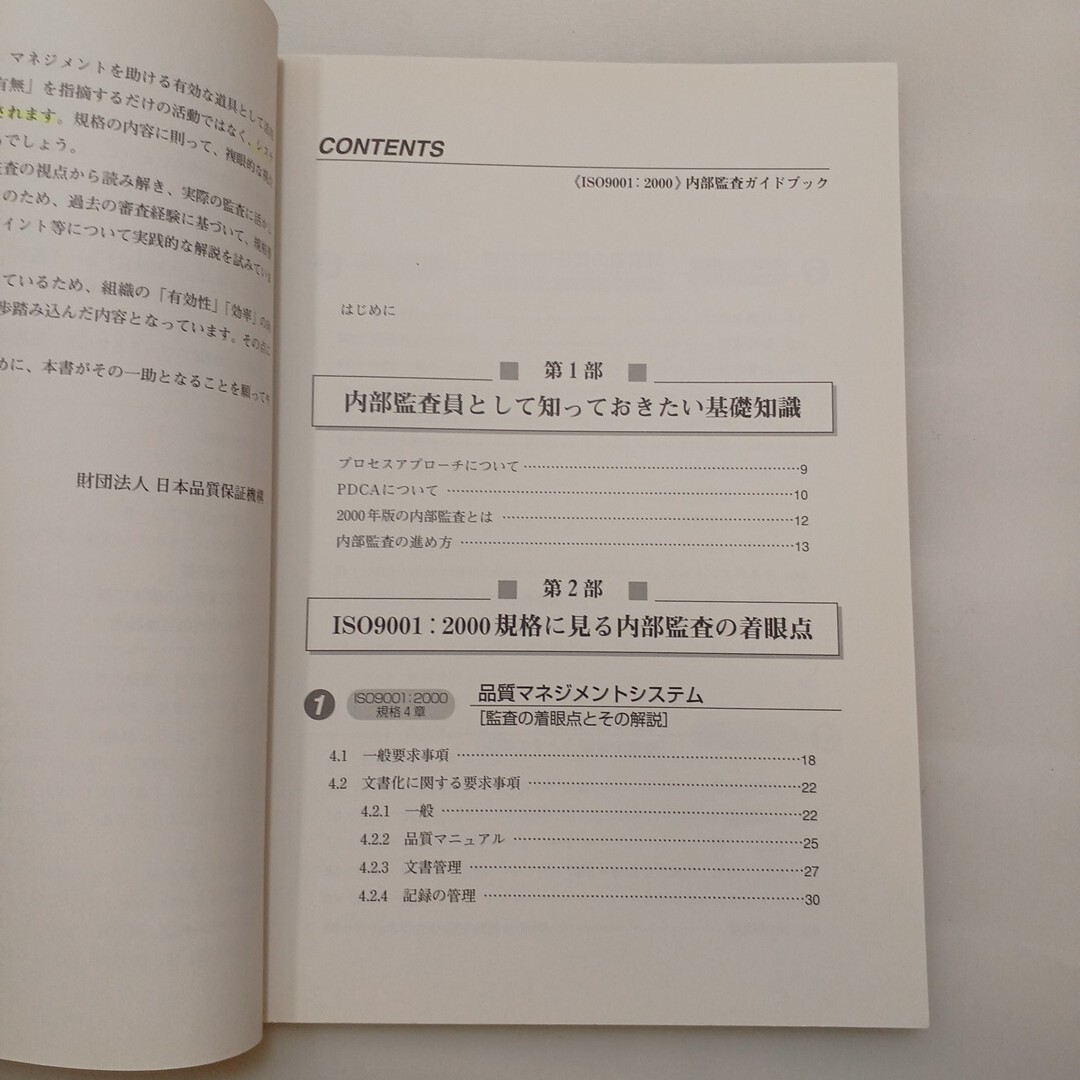 マネジメントを助ける有効な道具として
有無」を指摘するだけの活動ではなく、シス
されます。規格の内容に則って、複眼的な
でしょう。
査の視点から読み解き、実際の監査に活か
のため、過去の審査経験に基づいて、規格
イント等について実践的な解説を試みていま
ているため、組織の「有効性」「効率」の
歩踏み込んだ内容となっています。その点に
めに、本書がその一助となることを願ってや
財団法人 日本品質保証機構
CONTENTS
《ISO9001：2000》内部監査ガイドブック
はじめに
第1部
内部監査員として知っておきたい基礎知識
プロセスアプローチについて……………………………9
PDCAについて……………………………10
2000年版の内部監査とは……………………………12
内部監査の進め方……………………………13
第2部
ISO9001：2000規格に見る内部監査の着眼点
1 ISO9001：2000 規格4章 品質マネジメントシステム
[監査の着眼点とその解説]
4.1 一般要求事項……………………………18
4.2 文書化に関する要求事項……………………………22
4.2.1 一般……………………………22
4.2.2 品質マニュアル……………………………25
4.2.3 文書管理……………………………27
4.2.4 記録の管理……………………………30